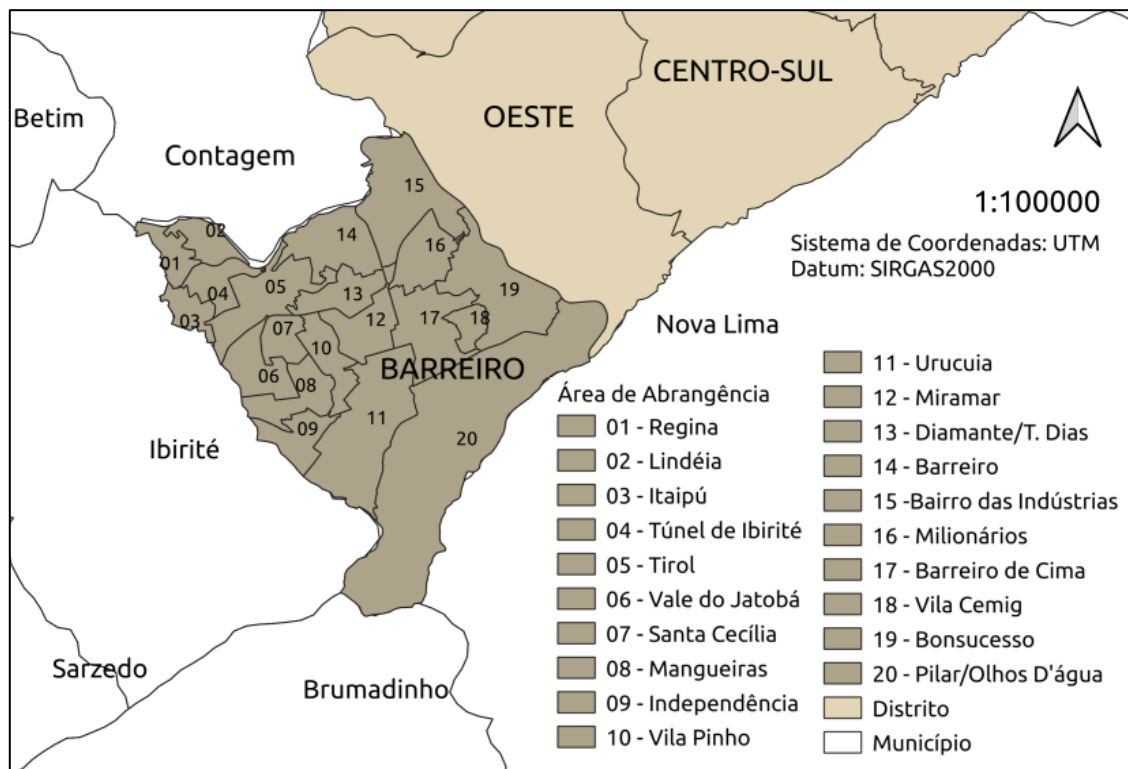 CENTRO-SUL
OESTE
Betim
Contagem
15
1:100000
02
14
16
Sistema de Coordenadas: UTM
Datum: SIRGAS2000
01
05
04
13
19
03
07
12
17
18
Nova Lima
10
BARREIRO
06
08
11
09
20
Ibirité
Sarzedo
Brumadinho
Área de Abrangência
01 - Regina
02 - Lindéia
03 - Itaipú
04 - Túnel de Ibirité
05 - Tirol
06 - Vale do Jatobá
07 - Santa Cecília
08 - Mangueiras
09 - Independência
10 - Vila Pinho
11 - Urucuia
12 - Miramar
13 - Diamante/T. Dias
14 - Barreiro
15 -Bairro das Indústrias
16 - Milionários
17 - Barreiro de Cima
18 - Vila Cemig
19 - Bonsucesso
20 - Pilar/Olhos D'água
Distrito
Município